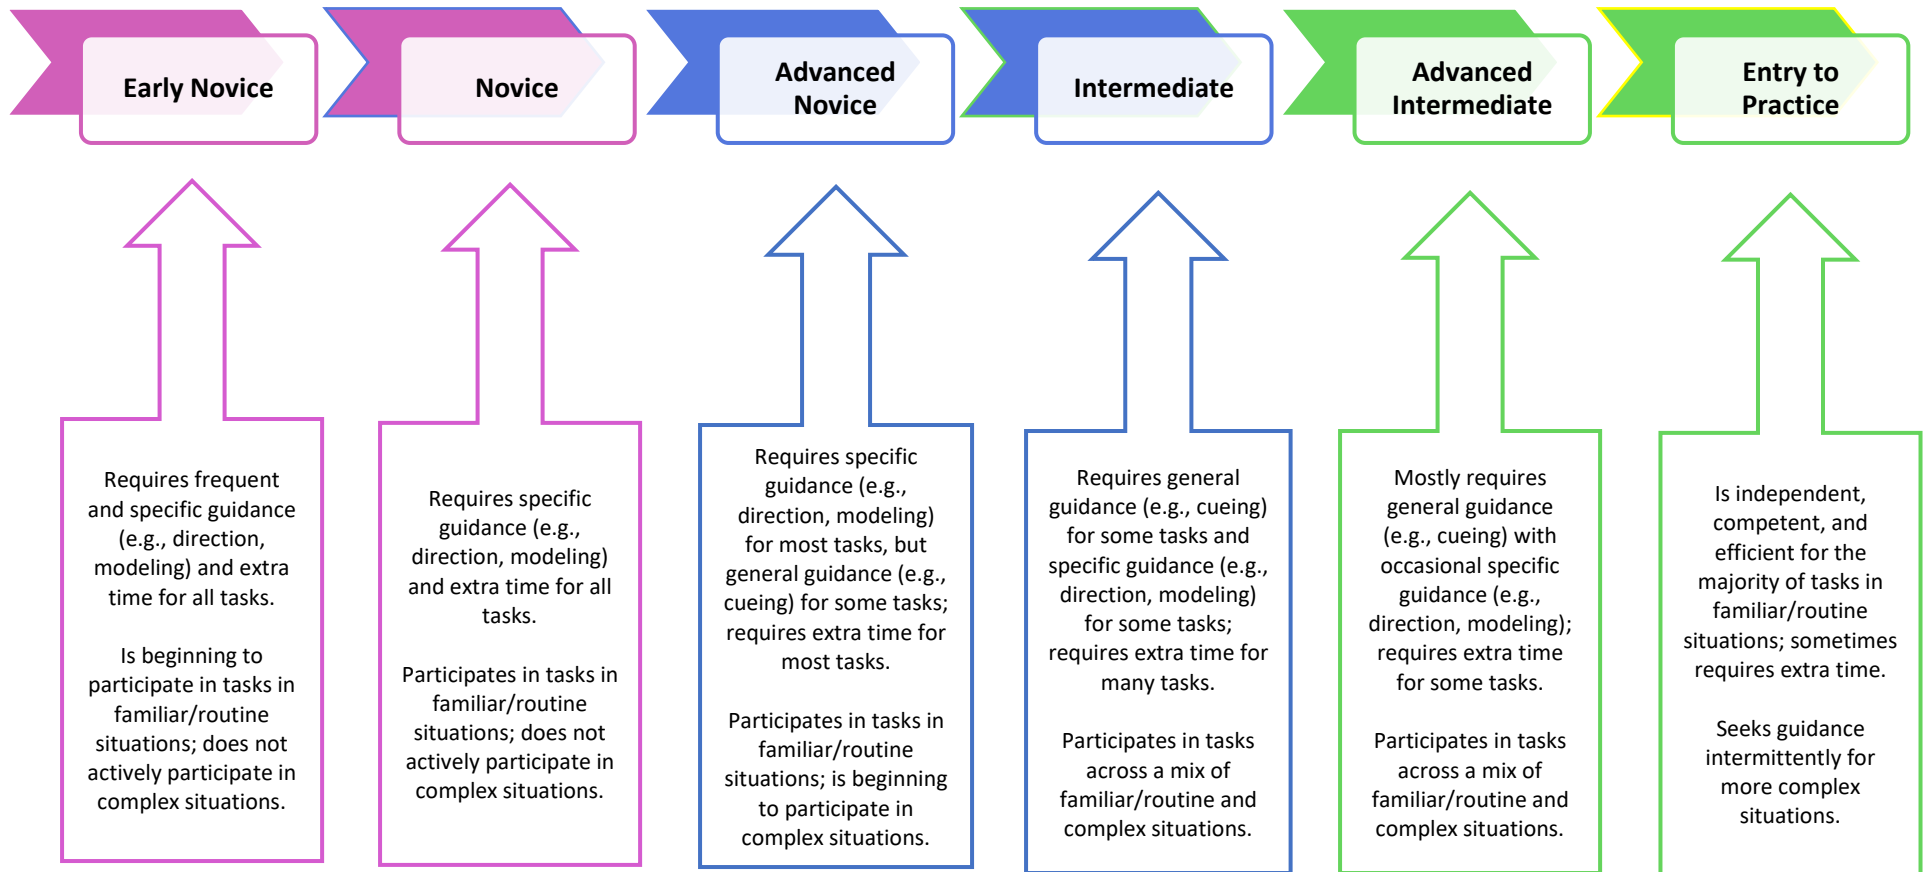 Early Novice
Novice
Advanced
Novice
Intermediate
Advanced
Intermediate
Entry to
Practice
Requires frequent
and specific guidance
(e.g., direction,
modeling) and extra
time for all tasks.
Is beginning to
participate in tasks in
familiar/routine
situations; does not
actively participate in
complex situations.
Requires specific
guidance (e.g.,
direction, modeling)
and extra time for all
tasks.
Participates in tasks in
familiar/routine
situations; does not
actively participate in
complex situations.
Requires specific
guidance (e.g.,
direction, modeling)
for most tasks, but
general guidance (e.g.,
cueing) for some tasks;
requires extra time for
most tasks.
Participates in tasks in
familiar/routine
situations; is beginning
to participate in
complex situations.
Requires general
guidance (e.g., cueing)
for some tasks and
specific guidance (e.g.,
direction, modeling)
for some tasks;
requires extra time for
many tasks.
Participates in tasks
across a mix of
familiar/routine and
complex situations.
Mostly requires
general guidance
(e.g., cueing) with
occasional specific
guidance (e.g.,
direction, modeling);
requires extra time
for some tasks.
Participates in tasks
across a mix of
familiar/routine and
complex situations.
Is independent,
competent, and
efficient for the
majority of tasks in
familiar/routine
situations; sometimes
requires extra time.
Seeks guidance
intermittently for
more complex
situations.